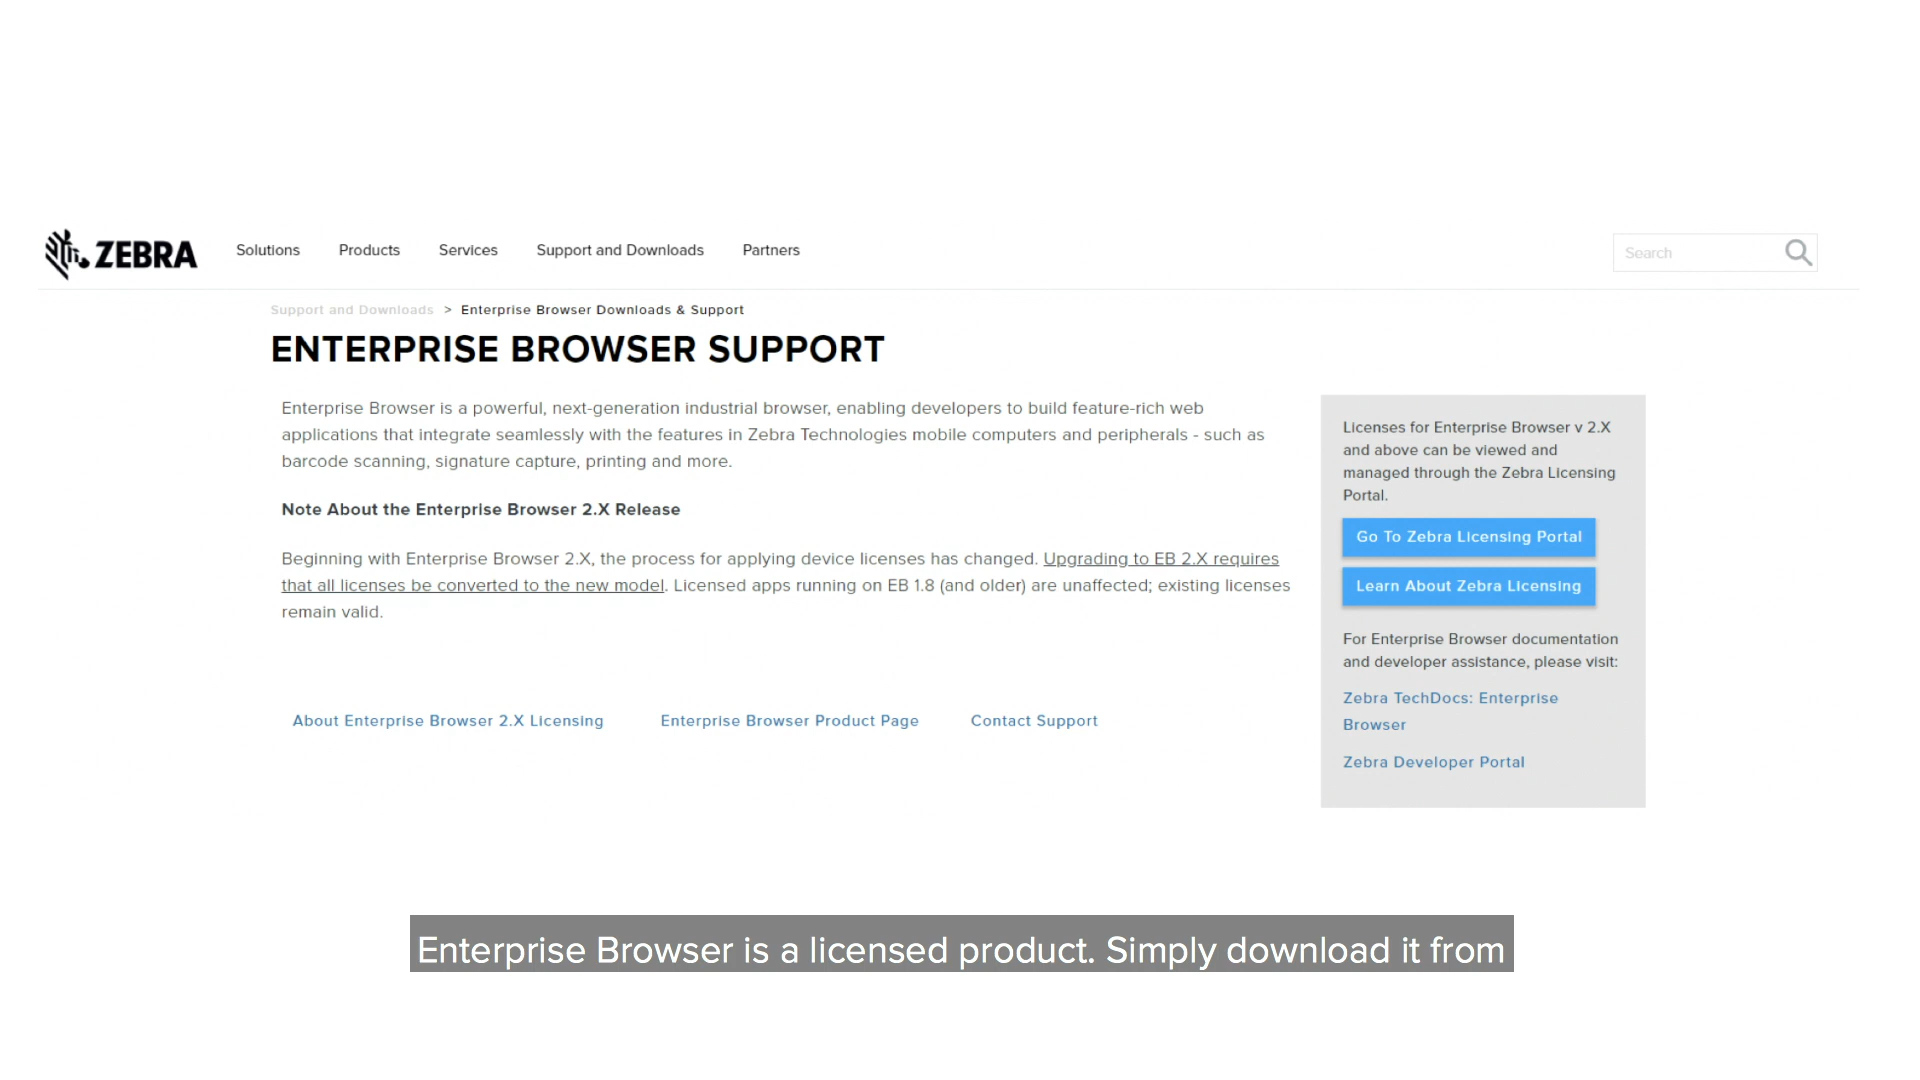 ZEBRA
Solutions
Products
Services
Support and Downloads
Partners
Search
Support and Downloads > Enterprise Browser Downloads & Support
ENTERPRISE BROWSER SUPPORT
Enterprise Browser is a powerful, next-generation industrial browser, enabling developers to build feature-rich web
applications that integrate seamlessly with the features in Zebra Technologies mobile computers and peripherals - such as
barcode scanning, signature capture, printing and more.
Note About the Enterprise Browser 2.X Release
Beginning with Enterprise Browser 2.X, the process for applying device licenses has changed. Upgrading to EB 2.X requires
that all licenses be converted to the new model. Licensed apps running on EB 1.8 (and older) are unaffected; existing licenses
remain valid.
About Enterprise Browser 2.X Licensing
Enterprise Browser Product Page
Contact Support
Licenses for Enterprise Browser v 2.X
and above can be viewed and
managed through the Zebra Licensing
Portal.
Go To Zebra Licensing Portal
Learn About Zebra Licensing
For Enterprise Browser documentation
and developer assistance, please visit:
Zebra TechDocs: Enterprise
Browser
Zebra Developer Portal
Enterprise Browser is a licensed product. Simply download it from